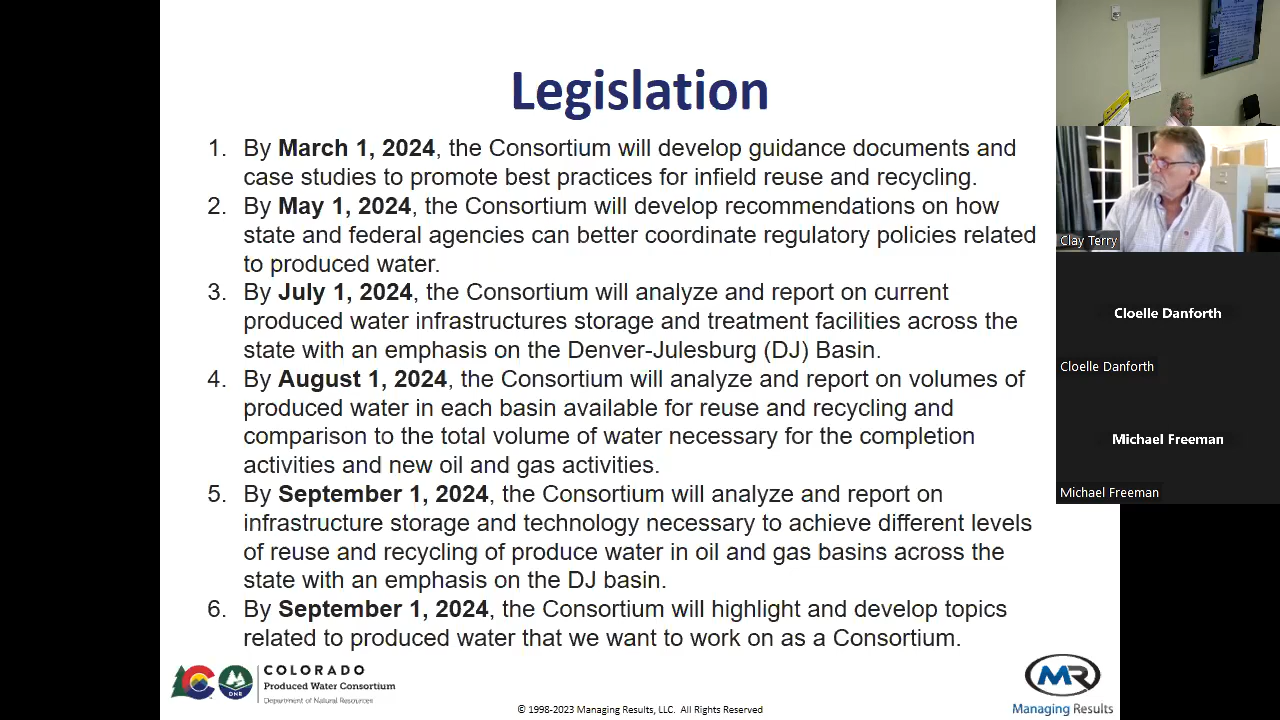 Legislation
1. By March 1, 2024, the Consortium will develop guidance documents and
case studies to promote best practices for infield reuse and recycling.
2. By May 1, 2024, the Consortium will develop recommendations on how
state and federal agencies can better coordinate regulatory policies related
to produced water.
3. By July 1, 2024, the Consortium will analyze and report on current
produced water infrastructures storage and treatment facilities across the
state with an emphasis on the Denver-Julesburg (DJ) Basin.
4. By August 1, 2024, the Consortium will analyze and report on volumes of
produced water in each basin available for reuse and recycling and
comparison to the total volume of water necessary for the completion
activities and new oil and gas activities.
5. By September 1, 2024, the Consortium will analyze and report on
infrastructure storage and technology necessary to achieve different levels
of reuse and recycling of produce water in oil and gas basins across the
state with an emphasis on the DJ basin.
6. By September 1, 2024, the Consortium will highlight and develop topics
related to produced water that we want to work on as a Consortium.
COLORADO
Produced Water Consortium
Department of Natural Resources
DNR
© 1998-2023 Managing Results, LLC. All Rights Reserved
MR
Managing Results
Clay Terry
Cloelle Danforth
Cloelle Danforth
Michael Freeman
Michael Freeman